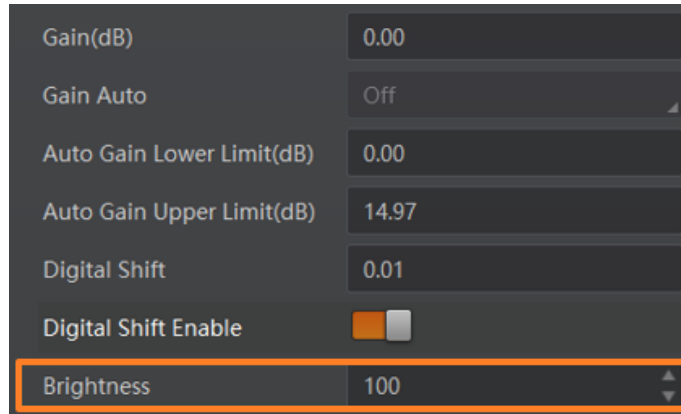 Gain(dB) 0.00
Gain Auto Off
Auto Gain Lower Limit(dB) 0.00
Auto Gain Upper Limit(dB) 14.97
Digital Shift 0.01
Digital Shift Enable
Brightness 100